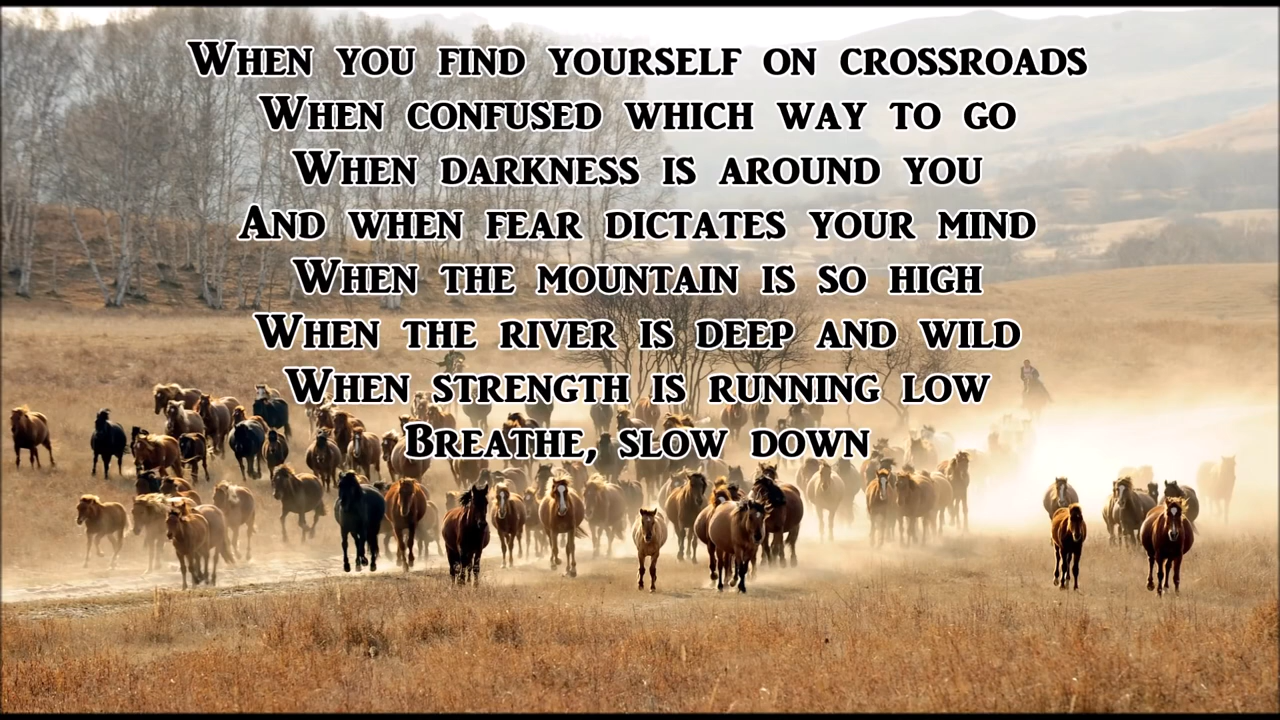 When you find yourself on crossroads
When confused which way to go
When darkness is around you
And when fear dictates your mind
When the mountain is so high
When the river is deep and wild
When strength is running low
Breathe, slow down